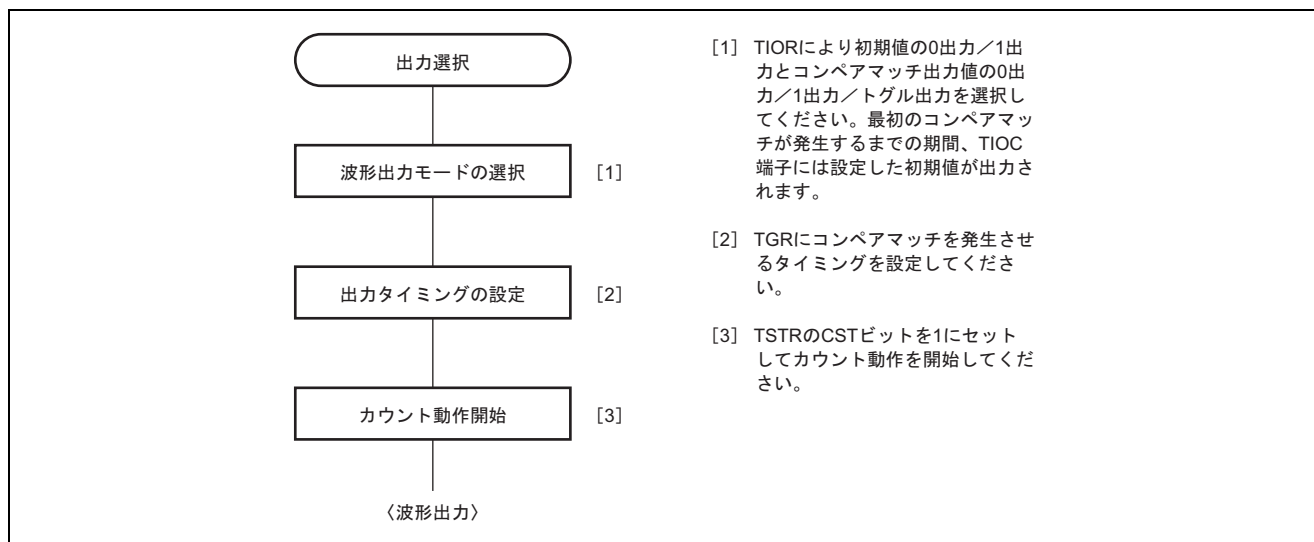 出力選択
波形出力モードの選択 [1]
出力タイミングの設定 [2]
カウント動作開始 [3]
〈波形出力〉
[1] TIORにより初期値の0出力／1出
力とコンペアマッチ出力値の0出
力／1出力／トグル出力を選択し
てください。最初のコンペアマッ
チが発生するまでの期間、TIOC
端子には設定した初期値が出力さ
れます。
[2] TGRにコンペアマッチを発生させ
るタイミングを設定してくださ
い。
[3] TSTRのCSTビットを1にセット
してカウント動作を開始してくだ
さい。